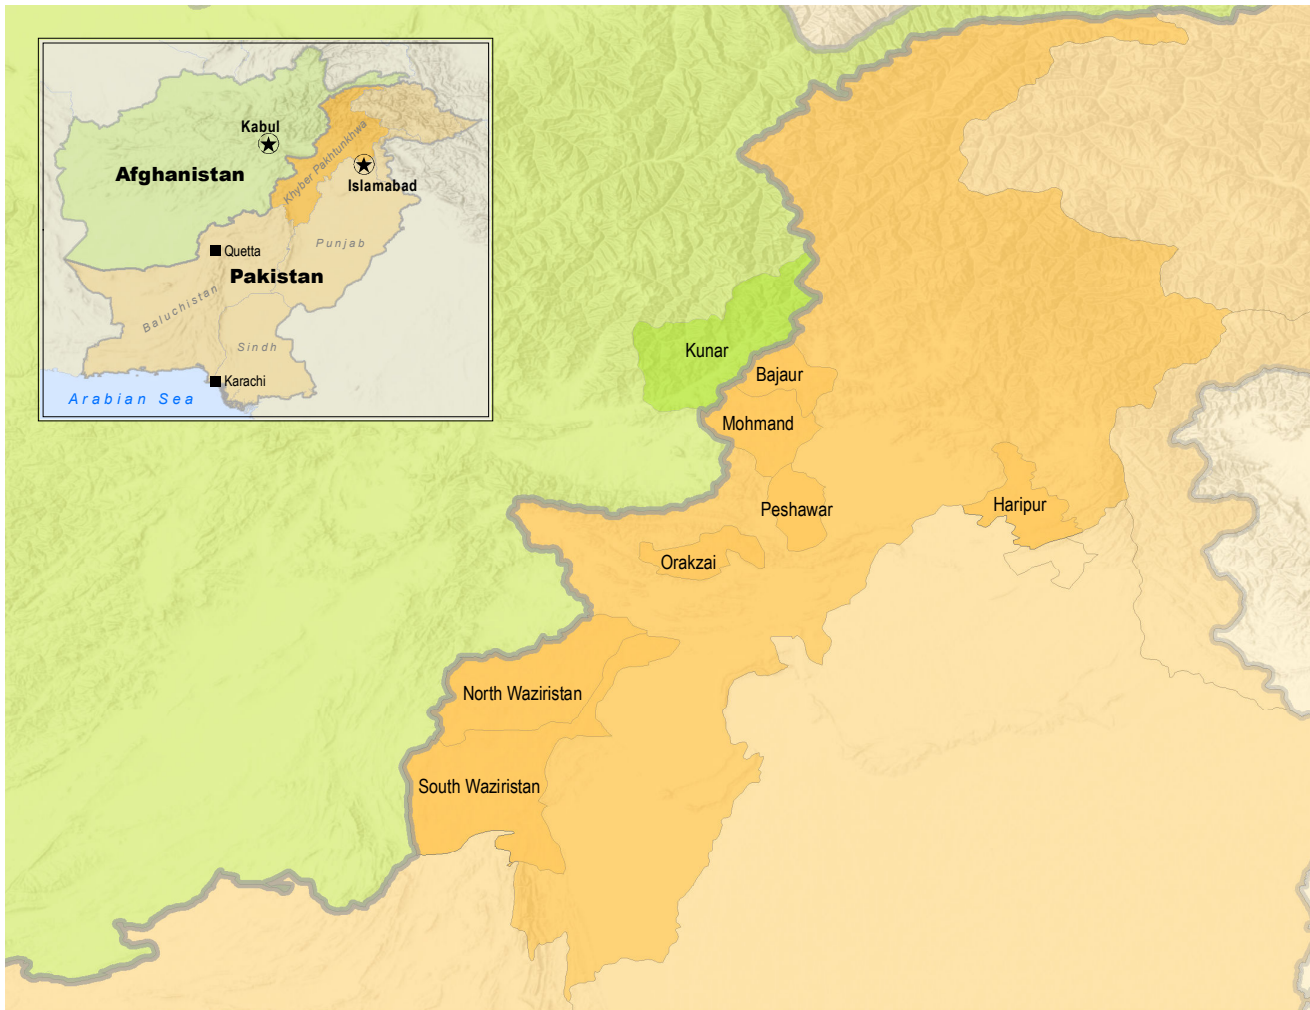 Kabul
Afghanistan
Khyber Pakhtunkhwa
Islamabad
Quetta
Punjab
Pakistan
Baluchistan
Sindh
Karachi
Arabian Sea
Kunar
Bajaur
Mohmand
Peshawar
Haripur
Orakzai
North Waziristan
South Waziristan